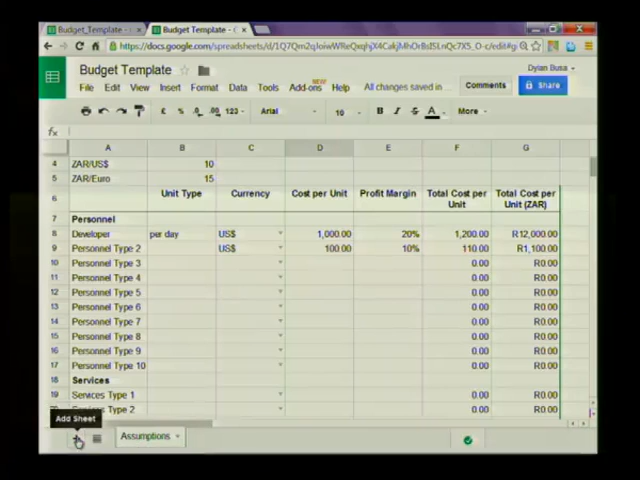 Budget_Template - 
Budget Template - 
https://docs.google.com/spreadsheets/d/
Budget Template
Dylan Busa
File Edit View Insert Format Data Tools Add-ons NEW Help All changes saved in
Comments
Share
£ % .0 .00 123 Arial 10 B I S A More
fx
A B C D E F G
4 ZAR/US$ 10
5 ZAR/Euro 15
6 Unit Type Currency Cost per Unit Profit Margin Total Cost per Unit Total Cost per Unit (ZAR)
7 Personnel
8 Developer per day US$ 1,000.00 20% 1,200.00 R12,000.00
9 Personnel Type 2 US$ 100.00 10% 110.00 R1,100.00
10 Personnel Type 3 0.00 R0.00
11 Personnel Type 4 0.00 R0.00
12 Personnel Type 5 0.00 R0.00
13 Personnel Type 6 0.00 R0.00
14 Personnel Type 7 0.00 R0.00
15 Personnel Type 8 0.00 R0.00
16 Personnel Type 9 0.00 R0.00
17 Personnel Type 10 0.00 R0.00
18 Services
19 Services Type 1 0.00 R0.00
Services Type 2 0.00 R0.00
Add Sheet
Assumptions